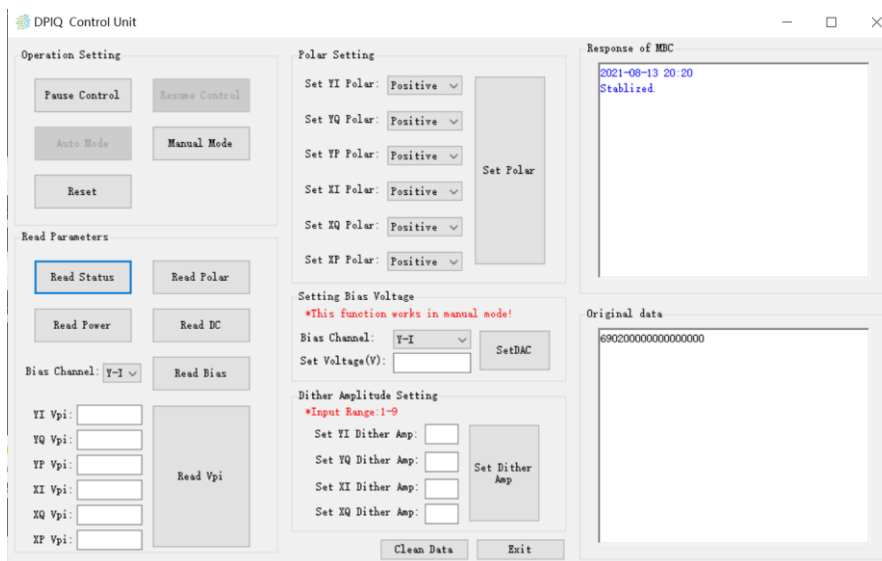 DPIQ Control Unit
Operation Setting
Pause Control
Resume Control
Auto Mode
Manual Mode
Reset
Read Parameters
Read Status
Read Polar
Read Power
Read DC
Bias Channel: Y-I
Read Bias
YI Vpi:
YQ Vpi:
YP Vpi:
XI Vpi:
XQ Vpi:
XP Vpi:
Read Vpi
Polar Setting
Set YI Polar: Positive
Set YQ Polar: Positive
Set YP Polar: Positive
Set XI Polar: Positive
Set XQ Polar: Positive
Set XP Polar: Positive
Set Polar
Setting Bias Voltage
*This function works in manual mode!
Bias Channel: Y-I
Set Voltage(V):
SetDAC
Dither Amplitude Setting
*Input Range:1-9
Set YI Dither Amp:
Set YQ Dither Amp:
Set XI Dither Amp:
Set XQ Dither Amp:
Set Dither
Amp
Clean Data
Exit
Response of MBC
2021-08-13 20:20
Stablized.
Original data
690200000000000000